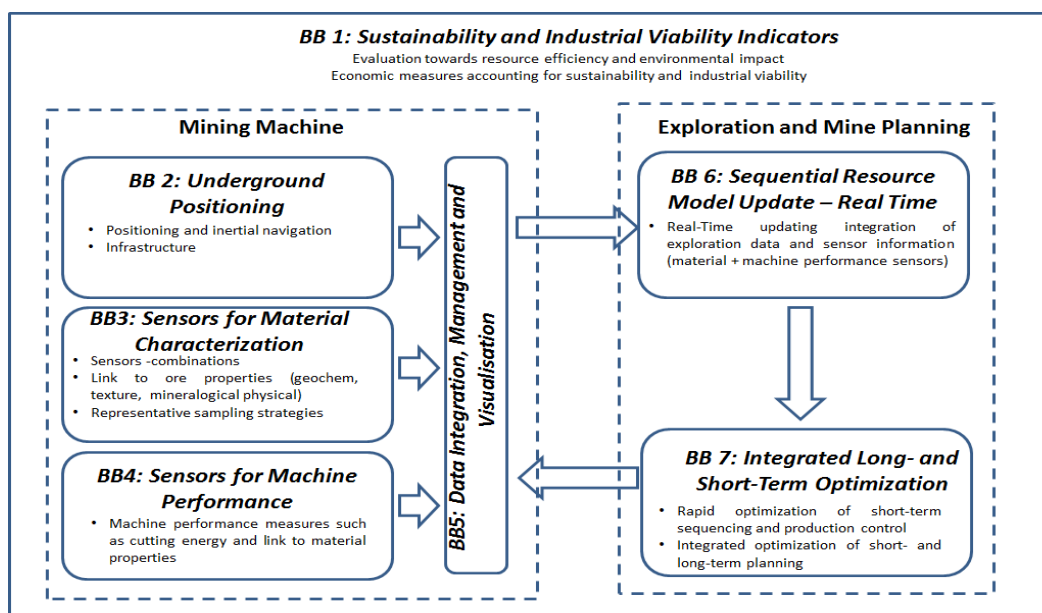 BB 1: Sustainability and Industrial Viability Indicators
Evaluation towards resource efficiency and environmental impact
Economic measures accounting for sustainability and industrial viability
Mining Machine
BB 2: Underground
Positioning
• Positioning and inertial navigation
• Infrastructure
BB3: Sensors for Material
Characterization
• Sensors -combinations
• Link to ore properties (geochem,
texture, mineralogical physical)
• Representative sampling strategies
BB4: Sensors for Machine
Performance
• Machine performance measures such
as cutting energy and link to material
properties
BB5: Data Integration, Management and
Visualisation
Exploration and Mine Planning
BB 6: Sequential Resource
Model Update – Real Time
• Real-Time updating integration of
exploration data and sensor information
(material + machine performance sensors)
BB 7: Integrated Long- and
Short-Term Optimization
• Rapid optimization of short-term
sequencing and production control
• Integrated optimization of short- and
long-term planning